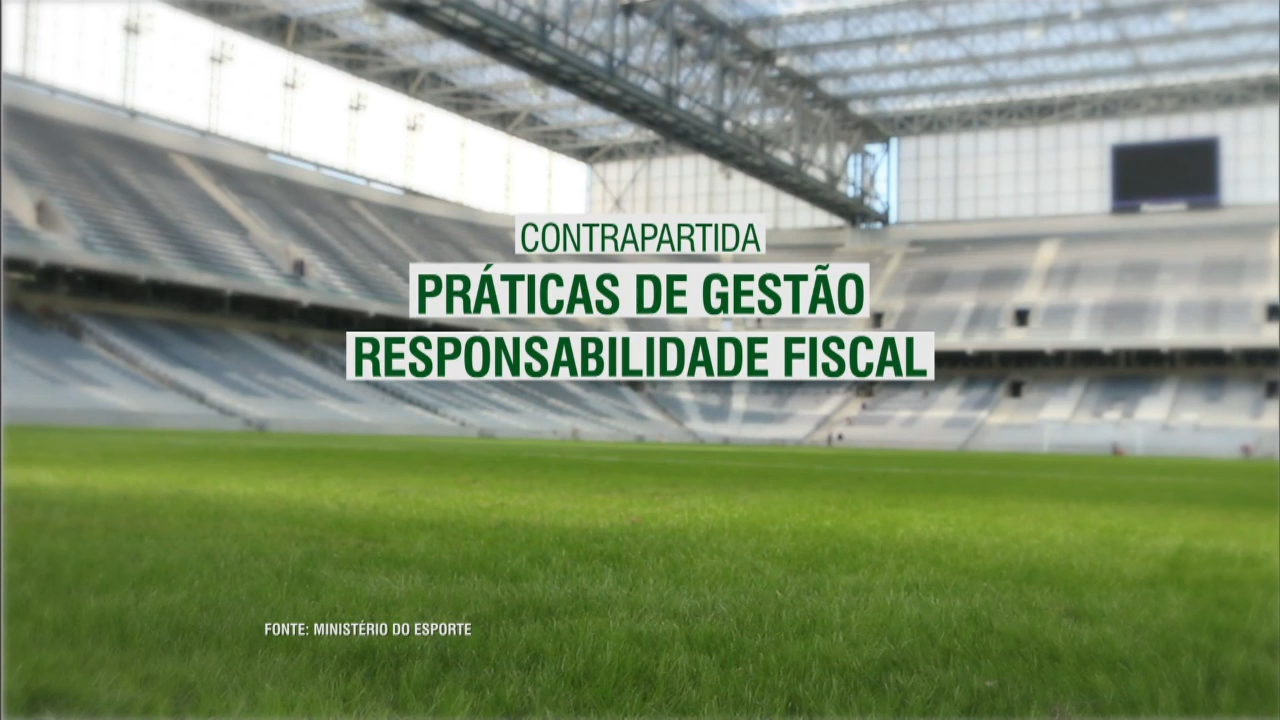 CONTRAPARTIDA
PRÁTICAS DE GESTÃO
RESPONSABILIDADE FISCAL
FONTE: MINISTÉRIO DO ESPORTE